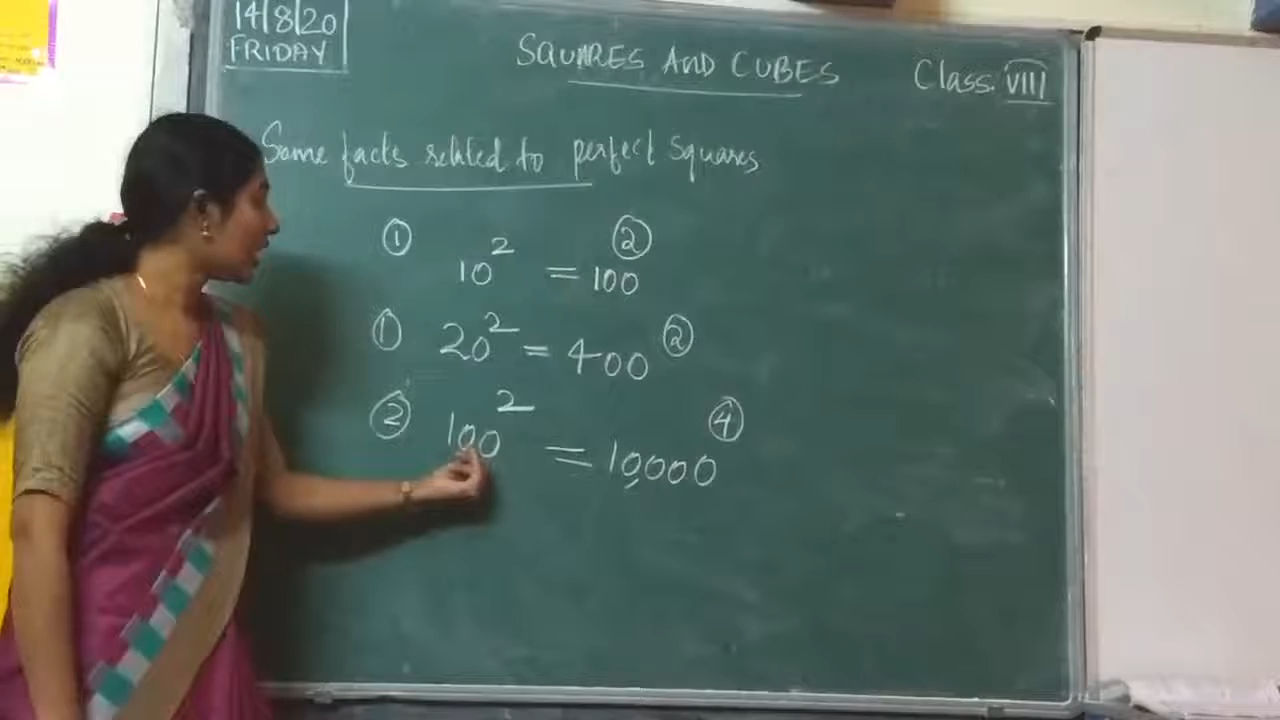 14|8|20
FRIDAY
SQUARES AND CUBES
Class. VIII
Some facts related to perfect squares
① 10² = 100 ②
① 20² = 400 ②
② 100² = 10000 ④